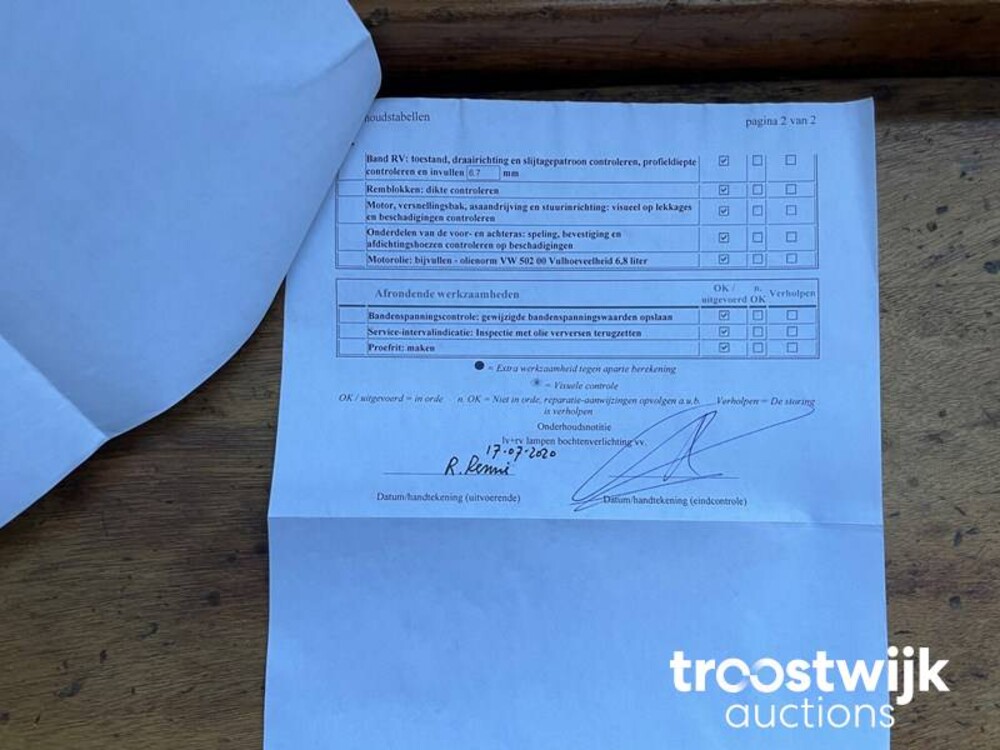 houdstabellen
pagina 2 van 2
Band RV: toestand, draairichting en slijtagepatroon controleren, profieldiepte
controleren en invullen 6.7 mm
Remblokken: dikte controleren
Motor, versnellingsbak, asaandrijving en stuurinrichting: visueel op lekkages
en beschadigingen controleren
Onderdelen van de voor- en achteras: speling, bevestiging en
afdichtingshoezen controleren op beschadigingen
Motorolie: bijvullen - olienorm VW 502 00 Vulhoeveelheid 6,8 liter
Afrondende werkzaamheden
OK / uitgevoerd
n. OK
Verholpen
Bandenspanningscontrole: gewijzigde bandenspanningswaarden opslaan
Service-intervalindicatie: Inspectie met olie verversen terugzetten
Proefrit: maken
= Extra werkzaamheid tegen aparte berekening
= Visuele controle
OK / uitgevoerd = in orde n. OK = Niet in orde, reparatie-aanwijzingen opvolgen a.u.b. Verholpen = De storing
is verholpen
Onderhoudsnotitie
lv+rv lampen bochtenverlichting vv.
17-07-2020
Datum/handtekening (uitvoerende)
Datum/handtekening (eindcontrole)
troostwijk
auctions